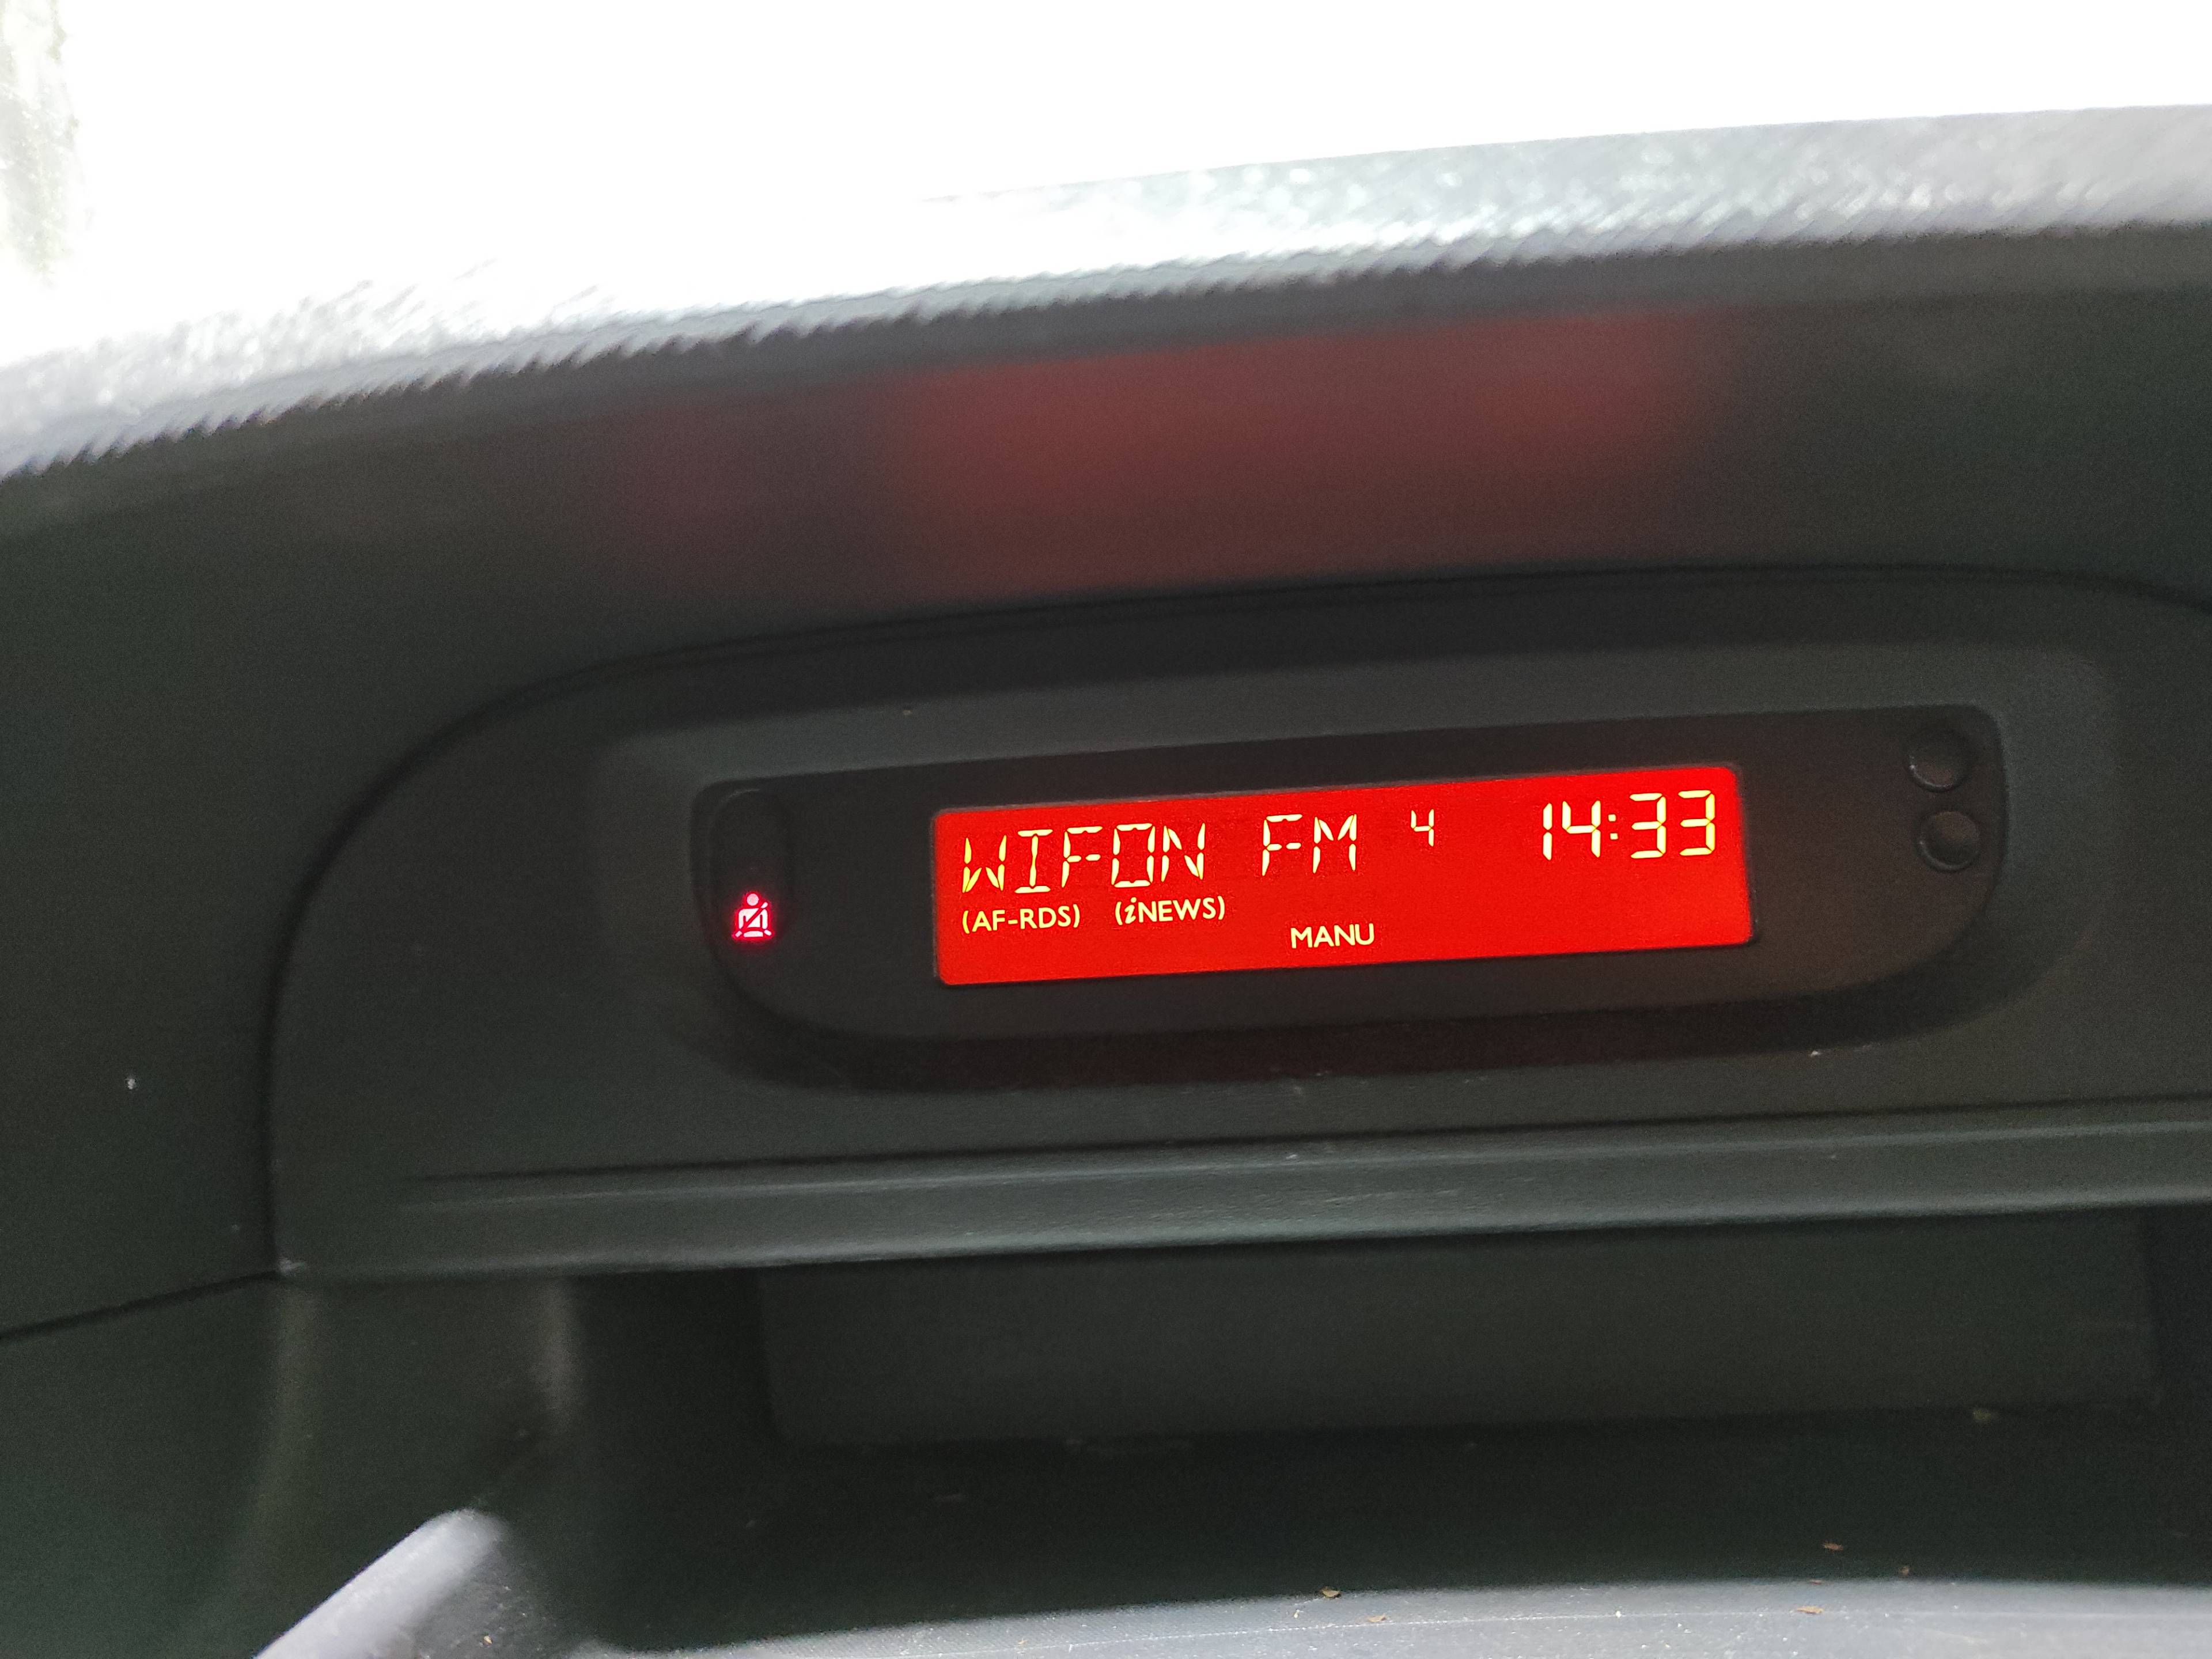 WIFON FM 4 14:33
(AF-RDS) (iNEWS)
MANU